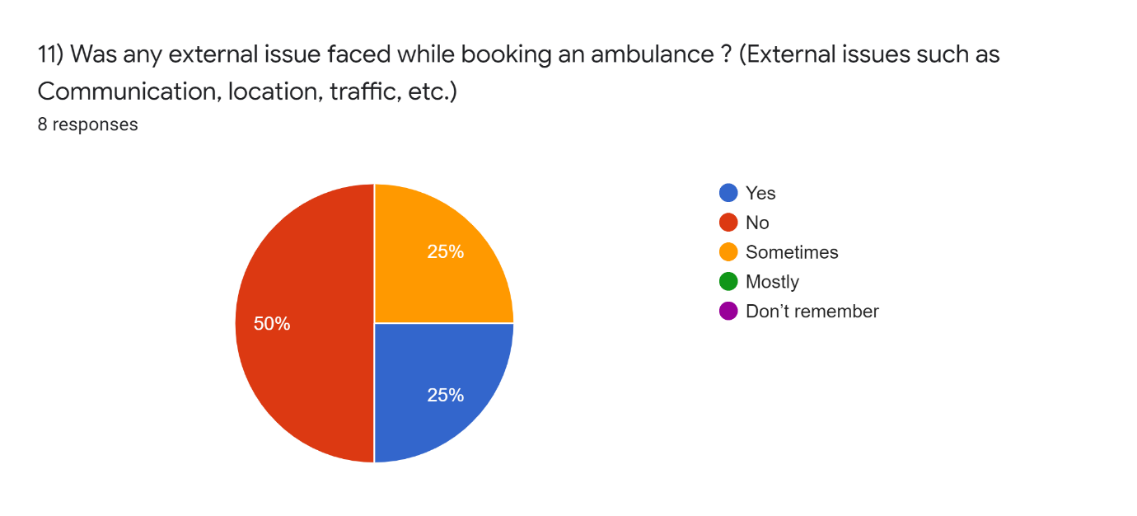 11) Was any external issue faced while booking an ambulance ? (External issues such as
Communication, location, traffic, etc.)
8 responses
25%
50%
25%
Yes
No
Sometimes
Mostly
Don’t remember